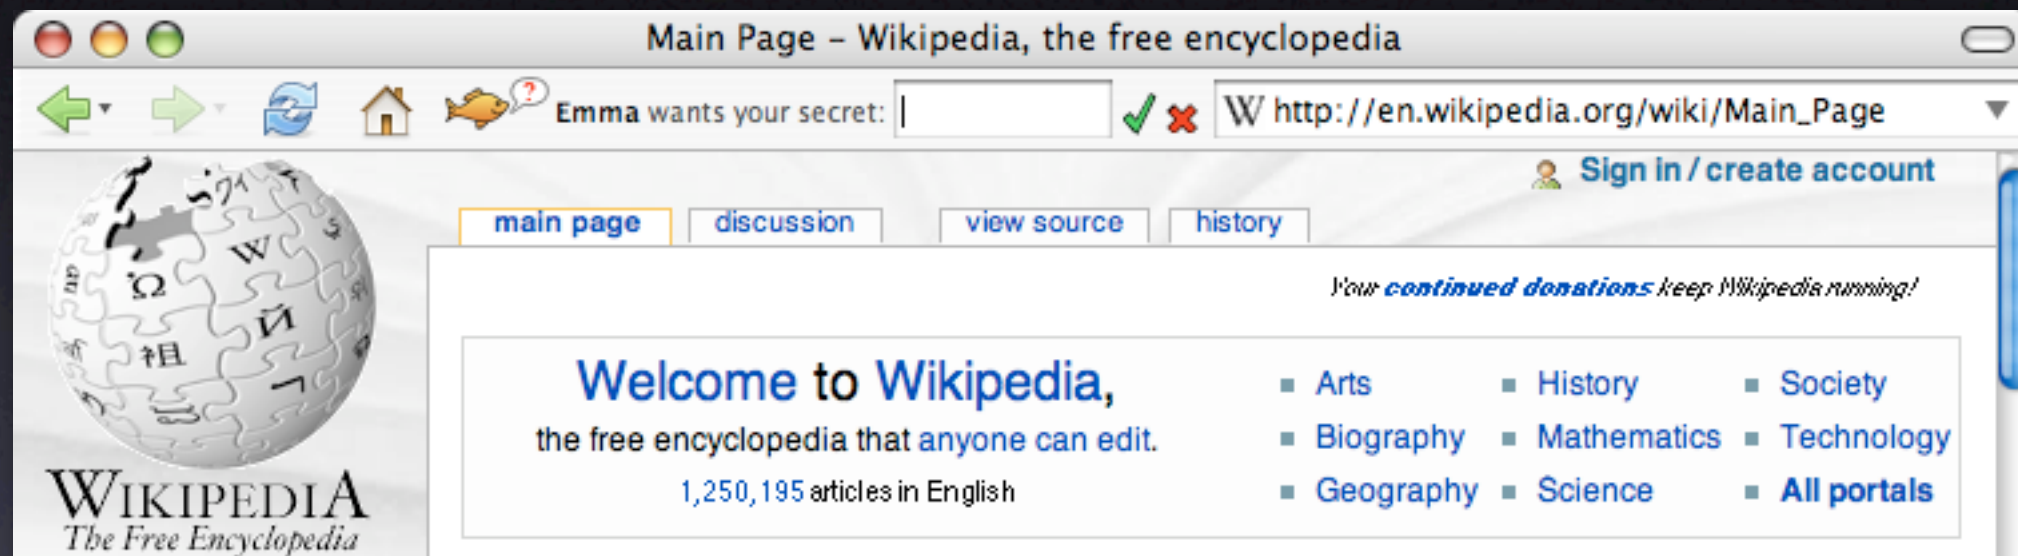 Main Page – Wikipedia, the free encyclopedia
? Emma wants your secret: W http://en.wikipedia.org/wiki/Main_Page
Sign in / create account
main page discussion view source history
Your continued donations keep Wikipedia running!
Welcome to Wikipedia,
the free encyclopedia that anyone can edit.
1,250,195 articles in English
Arts History Society
Biography Mathematics Technology
Geography Science All portals
Ω W
Й
祖
WIKIPEDIA
The Free Encyclopedia